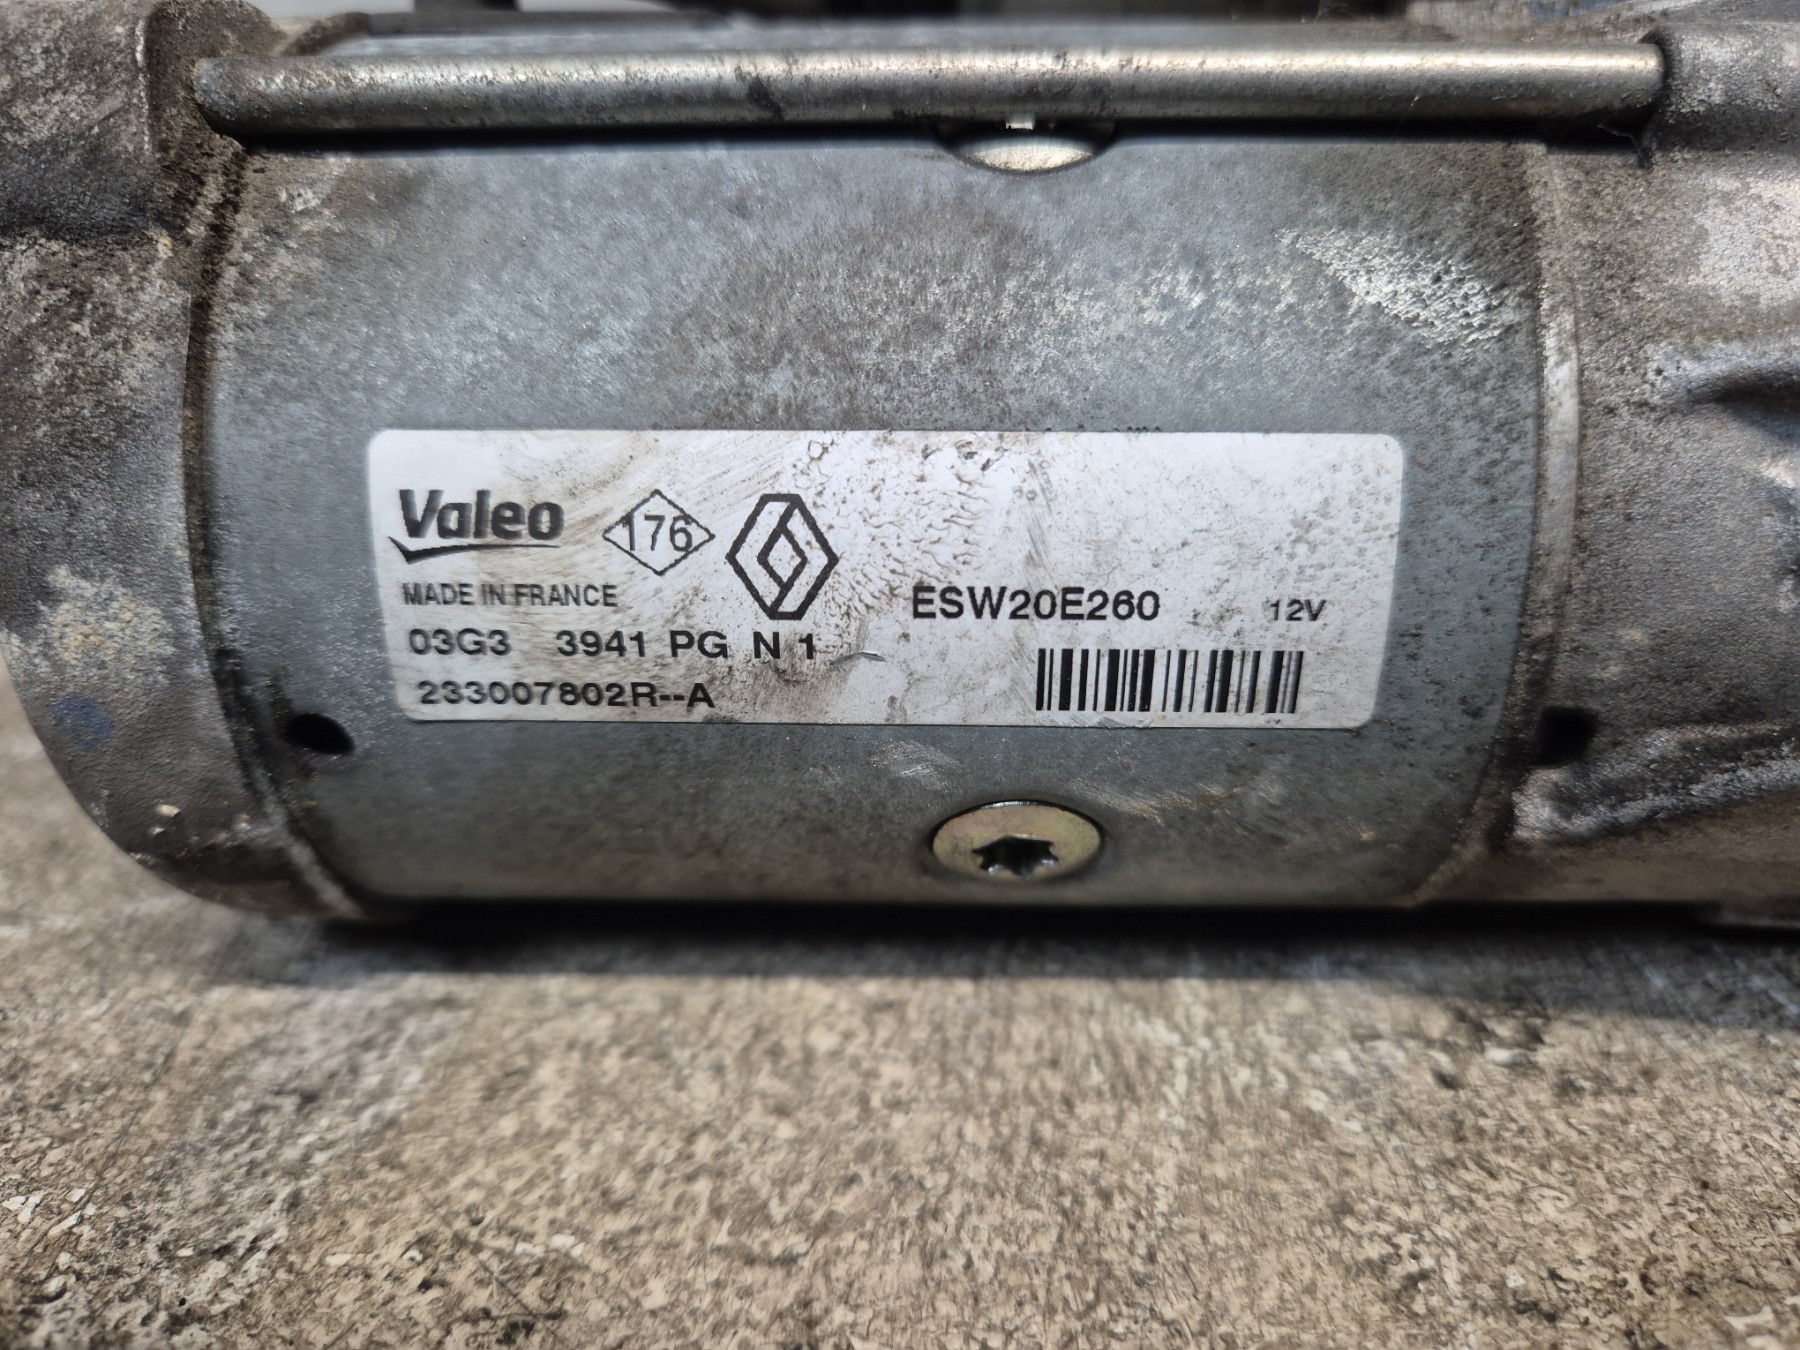 Valeo 176
MADE IN FRANCE
ESW20E260 12V
03G3 3941 PG N 1
233007802R--A